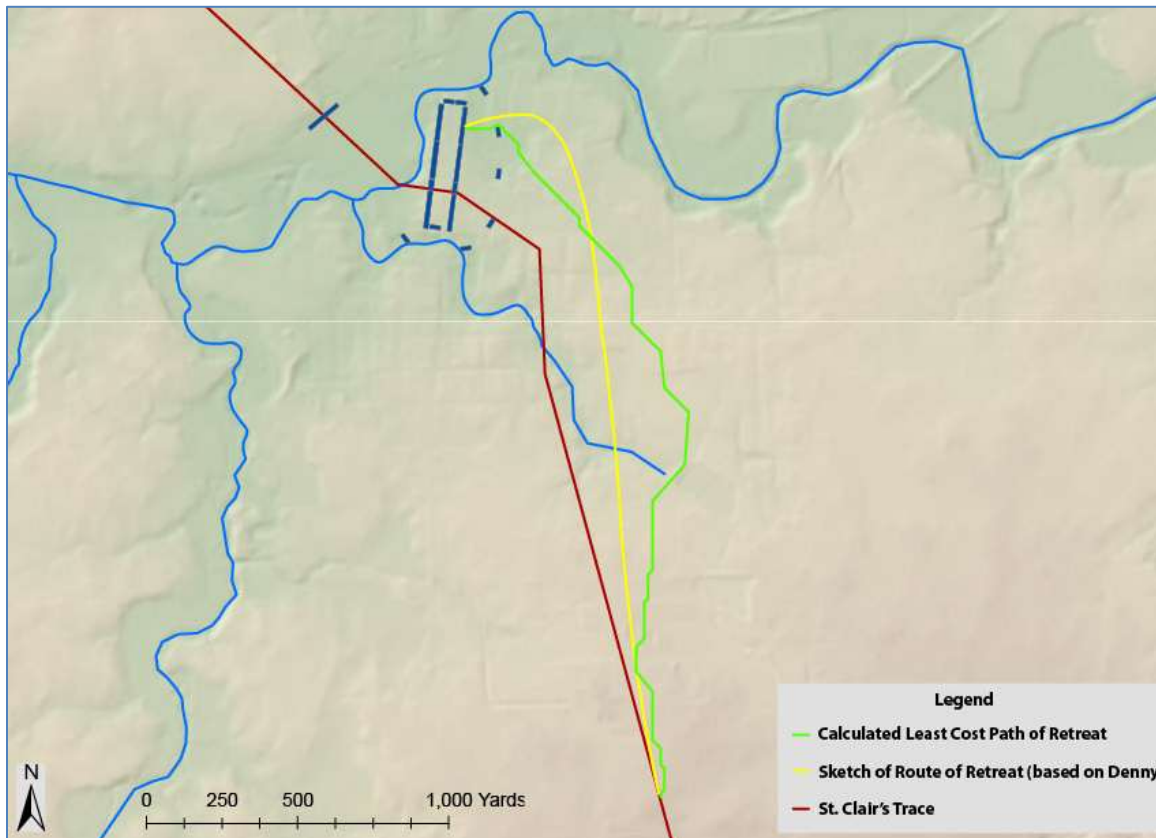 Legend
Calculated Least Cost Path of Retreat
Sketch of Route of Retreat (based on Denny
St. Clair's Trace
N
0 250 500 1,000 Yards